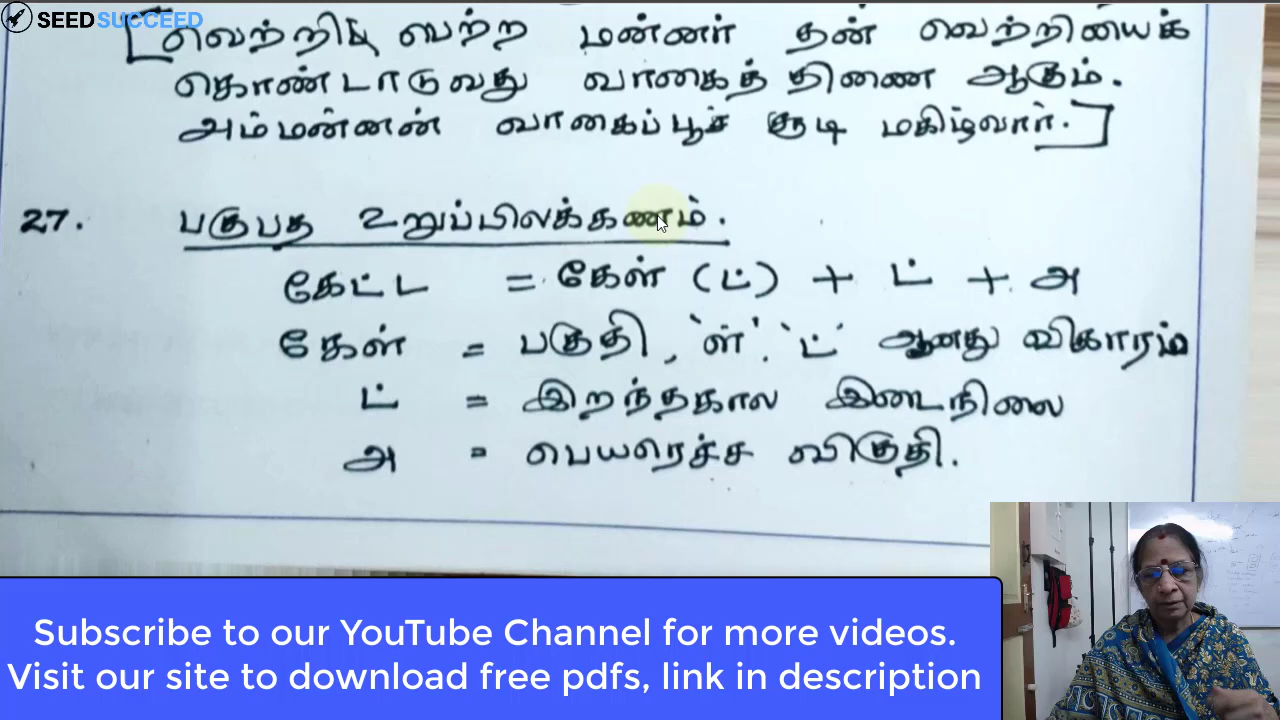 SEEDSUCCEED
[வெற்றிப் பெற்ற மன்னர் தன் வெற்றியைக்
கொண்டாடுவது வாகைத் திணை ஆகும்.
அம்மன்னன் வாகைப்பூச் சூடி மகிழ்வார்.]
27. பகுபத உறுப்பிலக்கணம்.
கேட்ட = கேள் (ட்) + ட் + அ
கேள் = பகுதி, 'ள்' 'ட்' ஆனது விகாரம்
ட் = இறந்தகால இடைநிலை
அ = பெயரெச்ச விகுதி.
Subscribe to our YouTube Channel for more videos.
Visit our site to download free pdfs, link in description